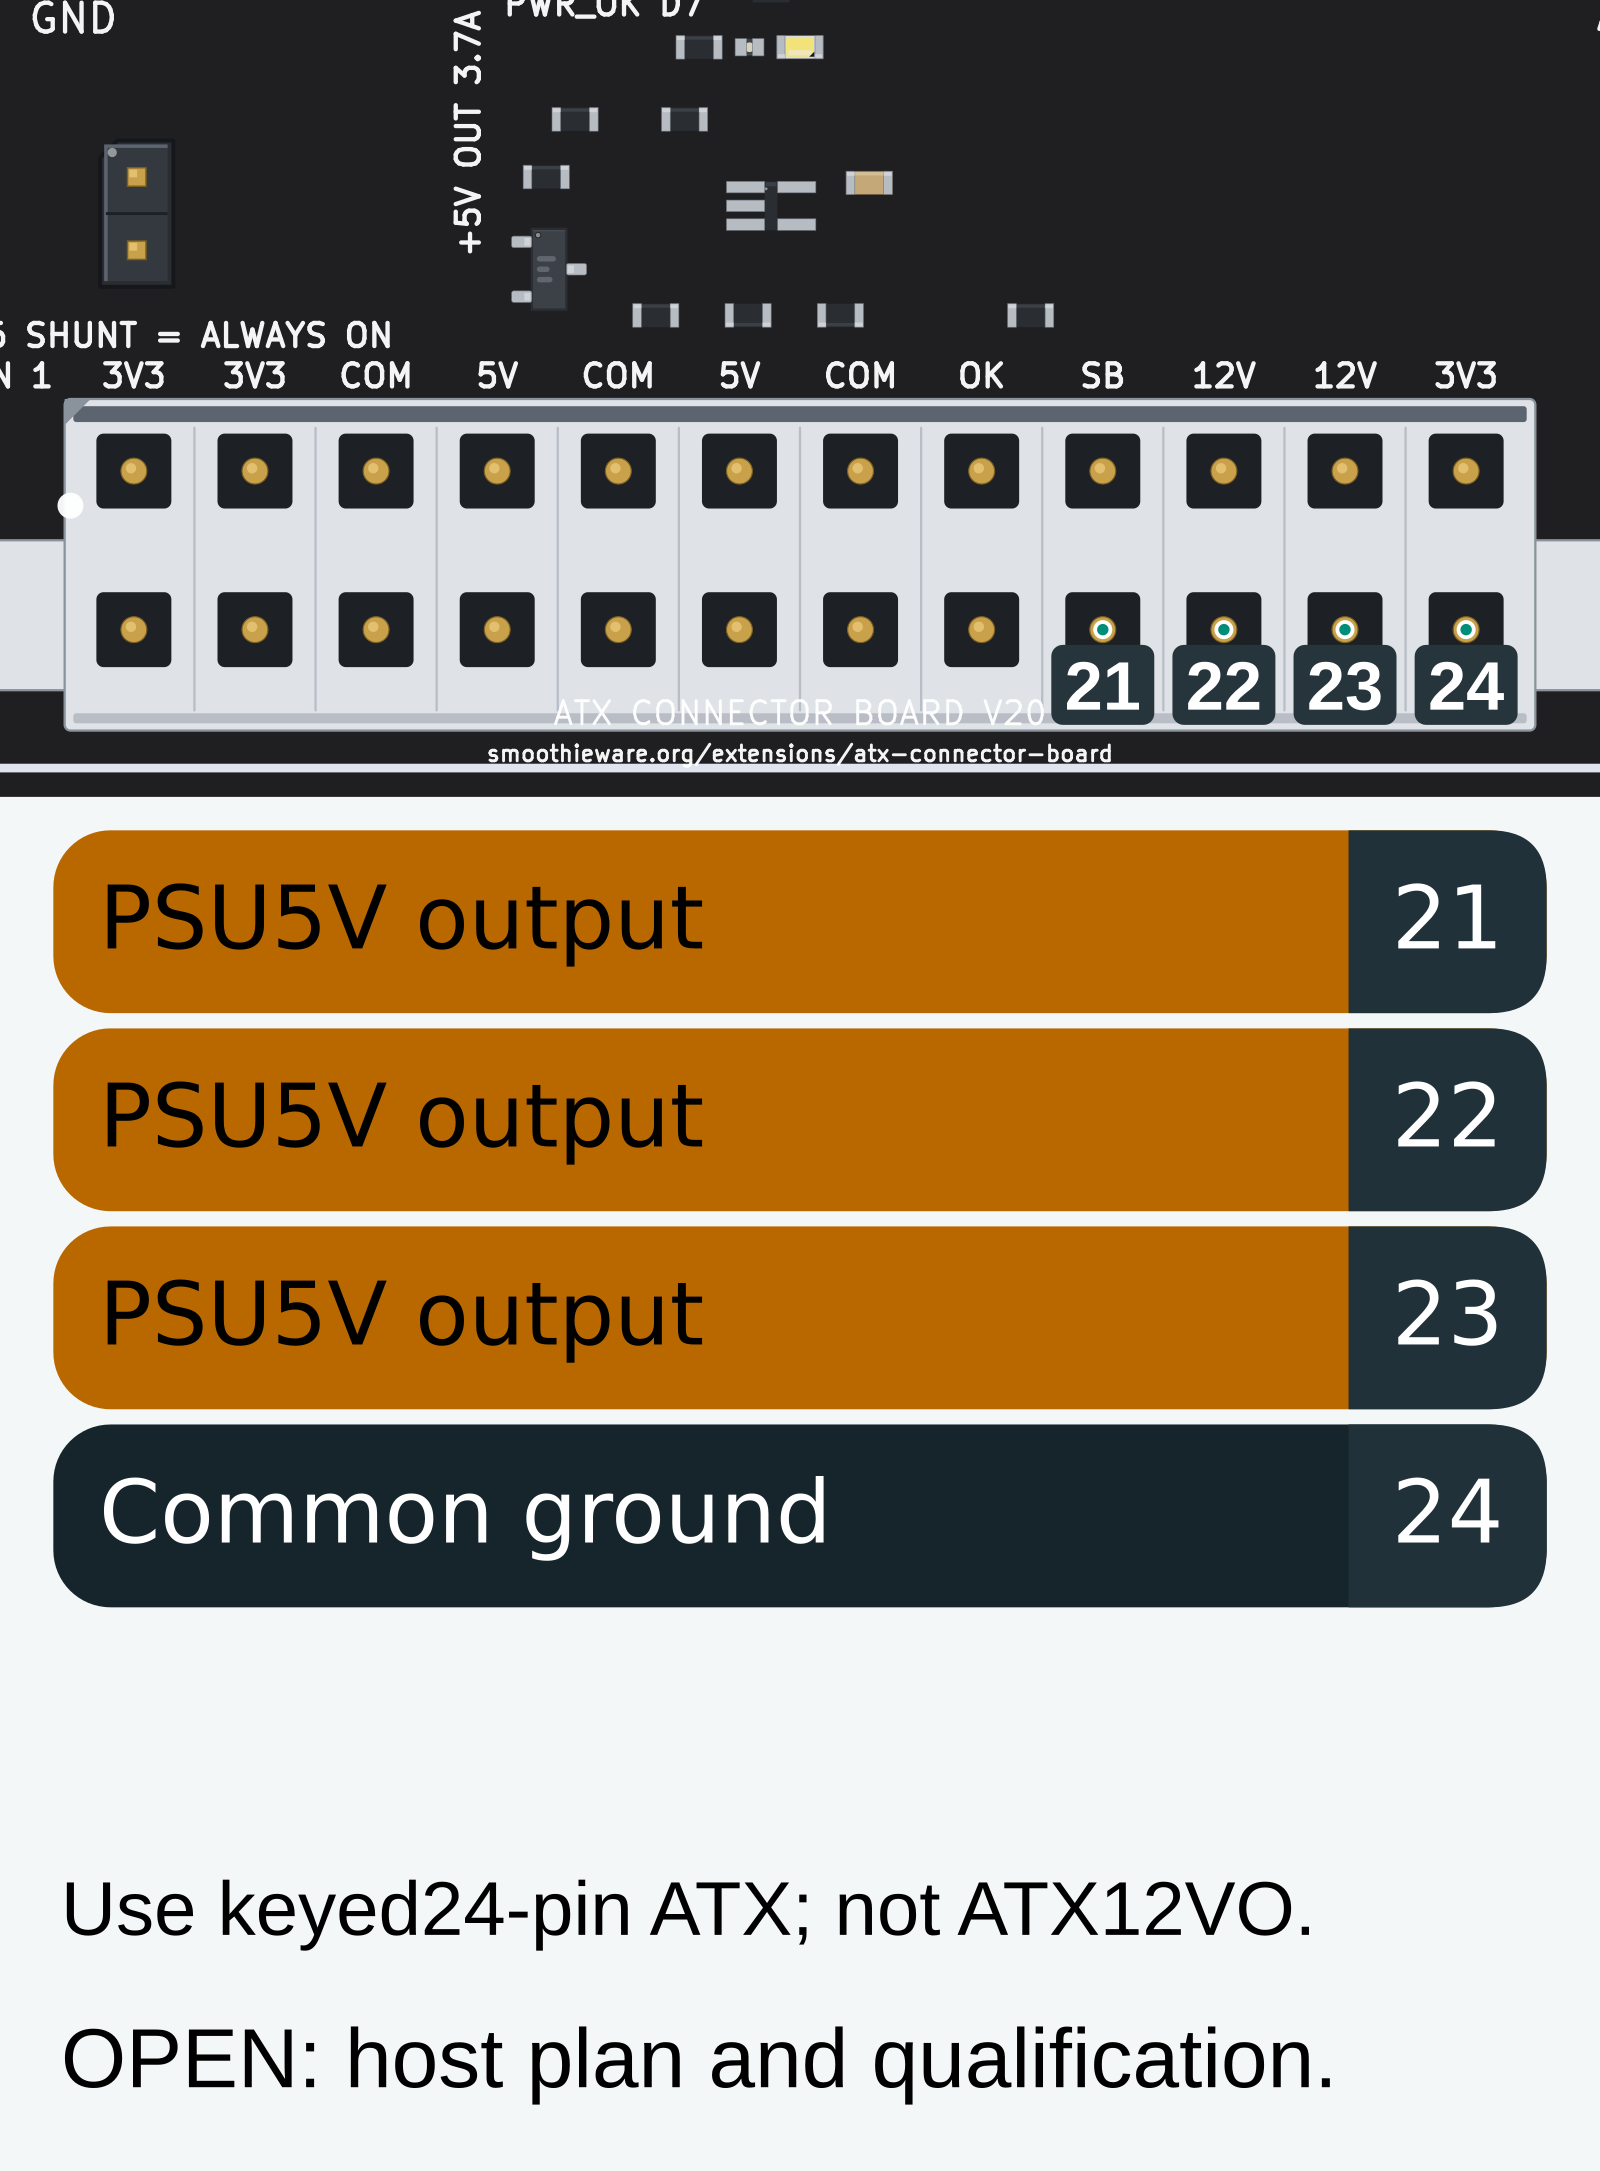 GND
PWR_OK D7
+5V OUT 3.7A
SHUNT = ALWAYS ON
1 3V3 3V3 COM 5V COM 5V COM OK SB 12V 12V 3V3
21 22 23 24
ATX CONNECTOR BOARD V20
smoothieware.org/extensions/atx-connector-board
PSU5V output 21
PSU5V output 22
PSU5V output 23
Common ground 24
Use keyed24-pin ATX; not ATX12VO.
OPEN: host plan and qualification.